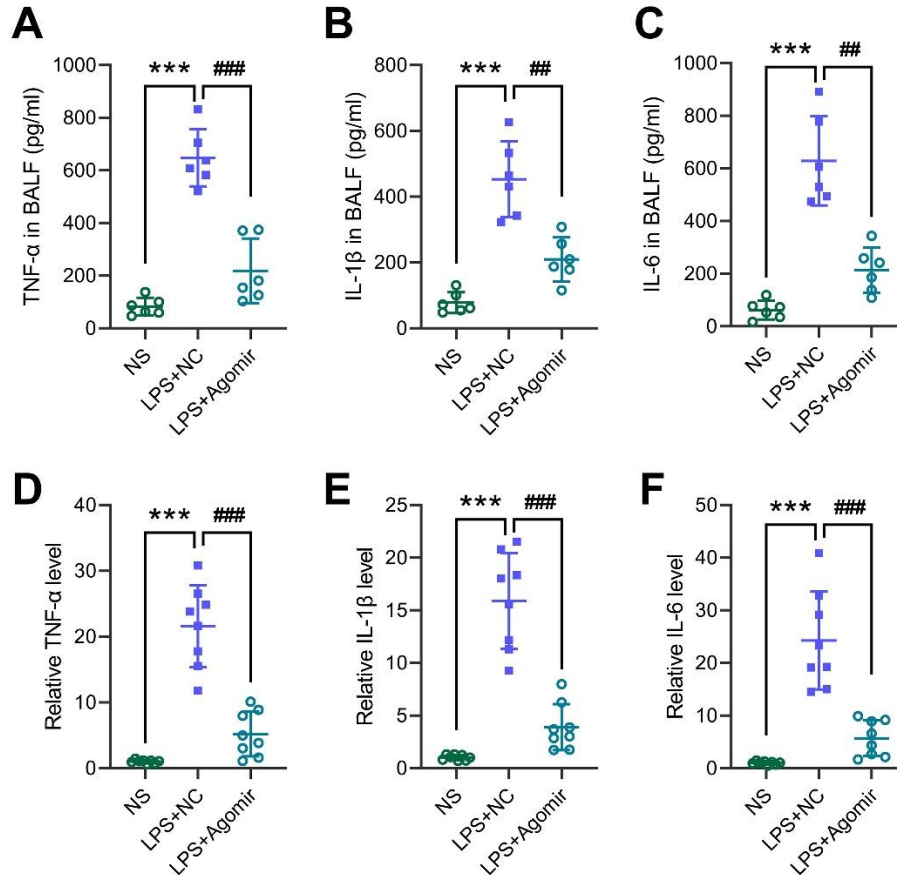 A
TNF-α in BALF (pg/ml)
1000
800
600
400
200
0
*** ###
NS
LPS+NC
LPS+Agomir
B
IL-1β in BALF (pg/ml)
800
600
400
200
0
*** ##
NS
LPS+NC
LPS+Agomir
C
IL-6 in BALF (pg/ml)
1000
800
600
400
200
0
*** ##
NS
LPS+NC
LPS+Agomir
D
Relative TNF-α level
40
30
20
10
0
*** ###
NS
LPS+NC
LPS+Agomir
E
Relative IL-1β level
25
20
15
10
5
0
*** ###
NS
LPS+NC
LPS+Agomir
F
Relative IL-6 level
50
40
30
20
10
0
*** ###
NS
LPS+NC
LPS+Agomir